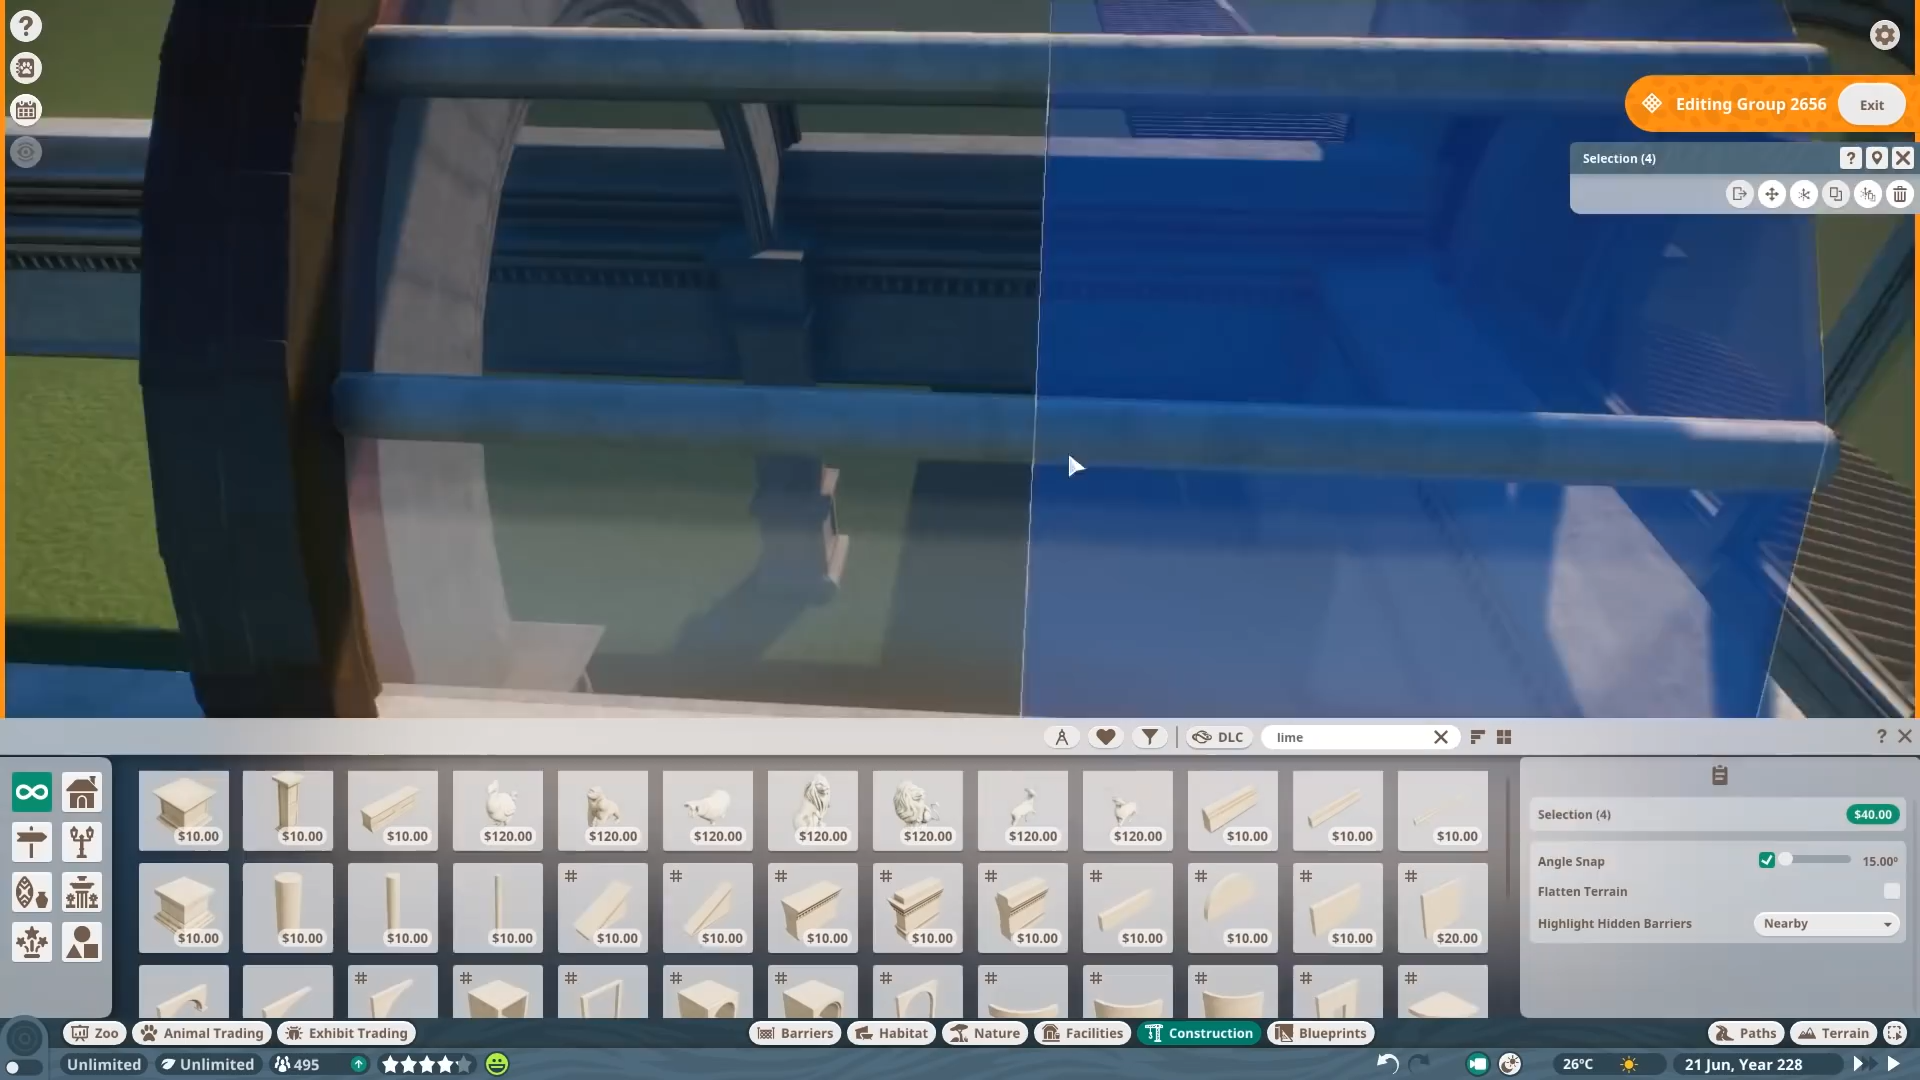 Editing Group 2656 Exit
Selection (4) ?
DLC lime ?
$10.00 $10.00 $10.00 $120.00 $120.00 $120.00 $120.00 $120.00 $120.00 $120.00 $10.00 $10.00 $10.00
$10.00 $10.00 $10.00 $10.00 $10.00 $10.00 $10.00 $10.00 $10.00 $10.00 $10.00 $10.00 $20.00
Selection (4) $40.00
Angle Snap 15.00°
Flatten Terrain
Highlight Hidden Barriers Nearby
Zoo Animal Trading Exhibit Trading Barriers Habitat Nature Facilities Construction Blueprints Paths Terrain
Unlimited Unlimited 495 26°C 21 Jun, Year 228